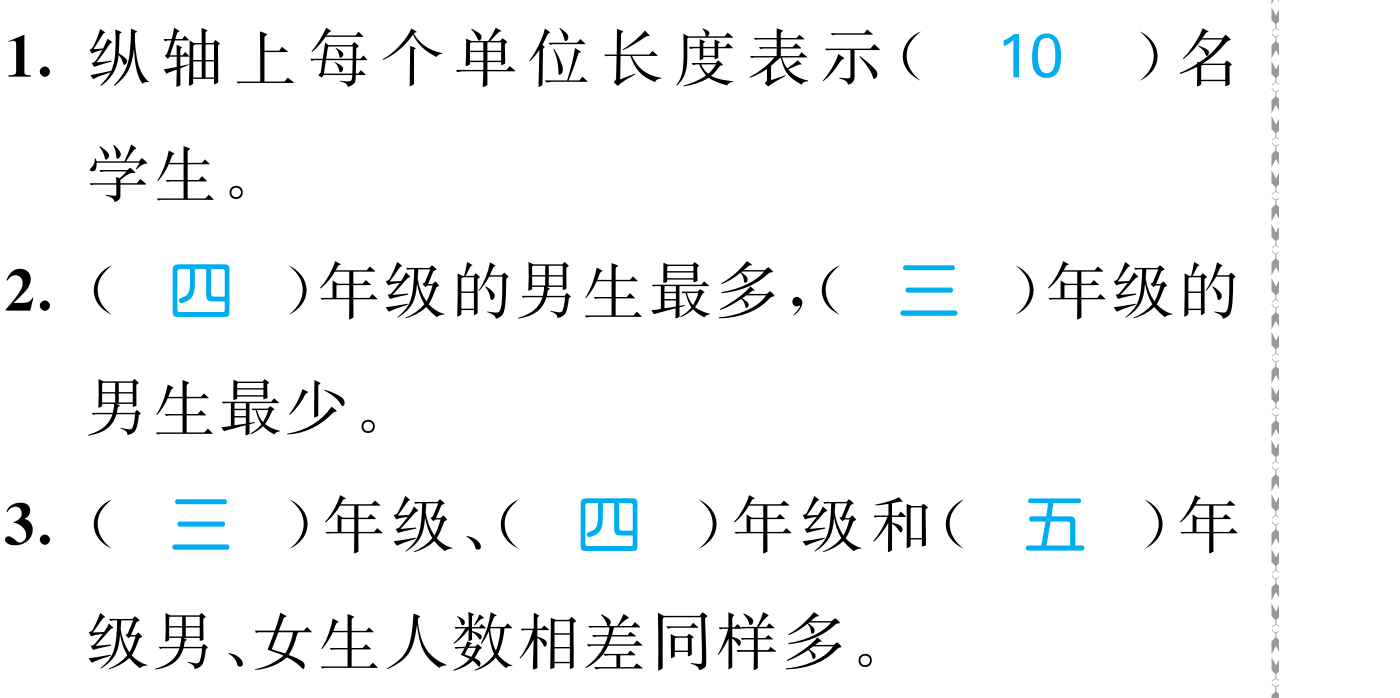 1. 纵轴上每个单位长度表示( 10 )名
学生。
2. ( 四 )年级的男生最多,( 三 )年级的
男生最少。
3. ( 三 )年级、( 四 )年级和( 五 )年
级男、女生人数相差同样多。